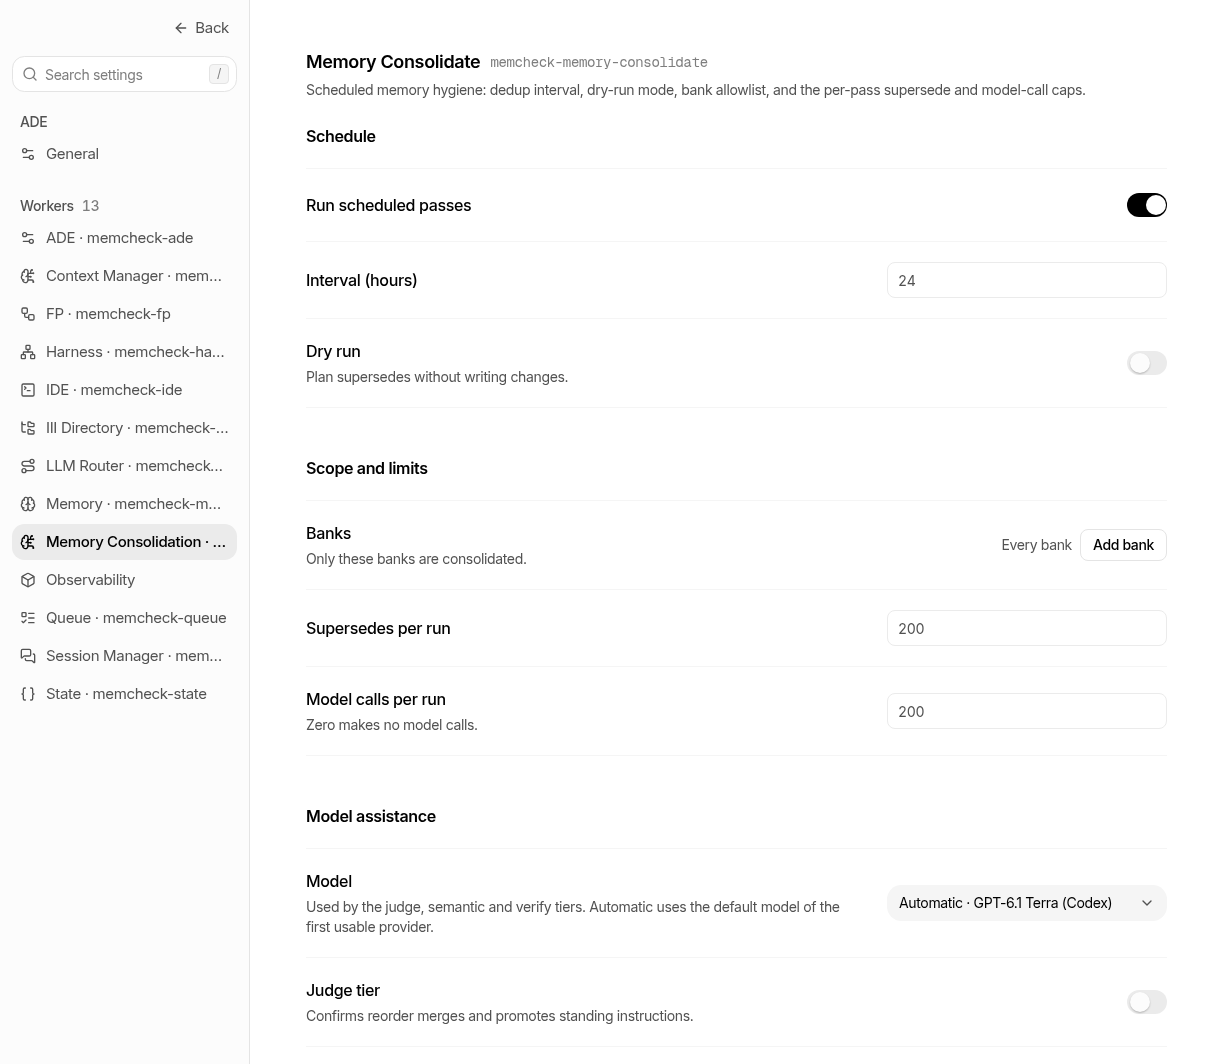 Back
Search settings
/
ADE
General
Workers 13
ADE · memcheck-ade
Context Manager · mem...
FP · memcheck-fp
Harness · memcheck-ha...
IDE · memcheck-ide
III Directory · memcheck-...
LLM Router · memcheck...
Memory · memcheck-m...
Memory Consolidation · ...
Observability
Queue · memcheck-queue
Session Manager · mem...
State · memcheck-state
Memory Consolidate memcheck-memory-consolidate
Scheduled memory hygiene: dedup interval, dry-run mode, bank allowlist, and the per-pass supersede and model-call caps.
Schedule
Run scheduled passes
Interval (hours)
24
Dry run
Plan supersedes without writing changes.
Scope and limits
Banks
Only these banks are consolidated.
Every bank
Add bank
Supersedes per run
200
Model calls per run
Zero makes no model calls.
200
Model assistance
Model
Used by the judge, semantic and verify tiers. Automatic uses the default model of the
first usable provider.
Automatic · GPT-6.1 Terra (Codex)
Judge tier
Confirms reorder merges and promotes standing instructions.